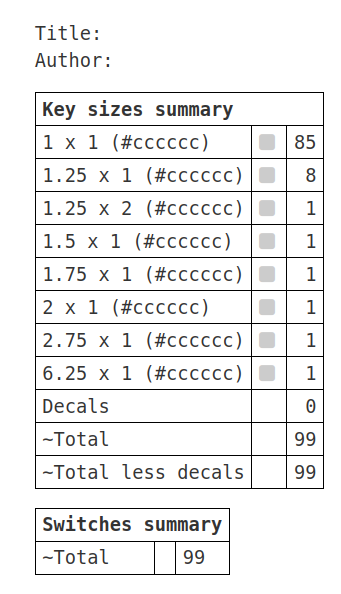 Title:
Author:
Key sizes summary
1 x 1 (#cccccc) 85
1.25 x 1 (#cccccc) 8
1.25 x 2 (#cccccc) 1
1.5 x 1 (#cccccc) 1
1.75 x 1 (#cccccc) 1
2 x 1 (#cccccc) 1
2.75 x 1 (#cccccc) 1
6.25 x 1 (#cccccc) 1
Decals 0
~Total 99
~Total less decals 99
Switches summary
~Total 99